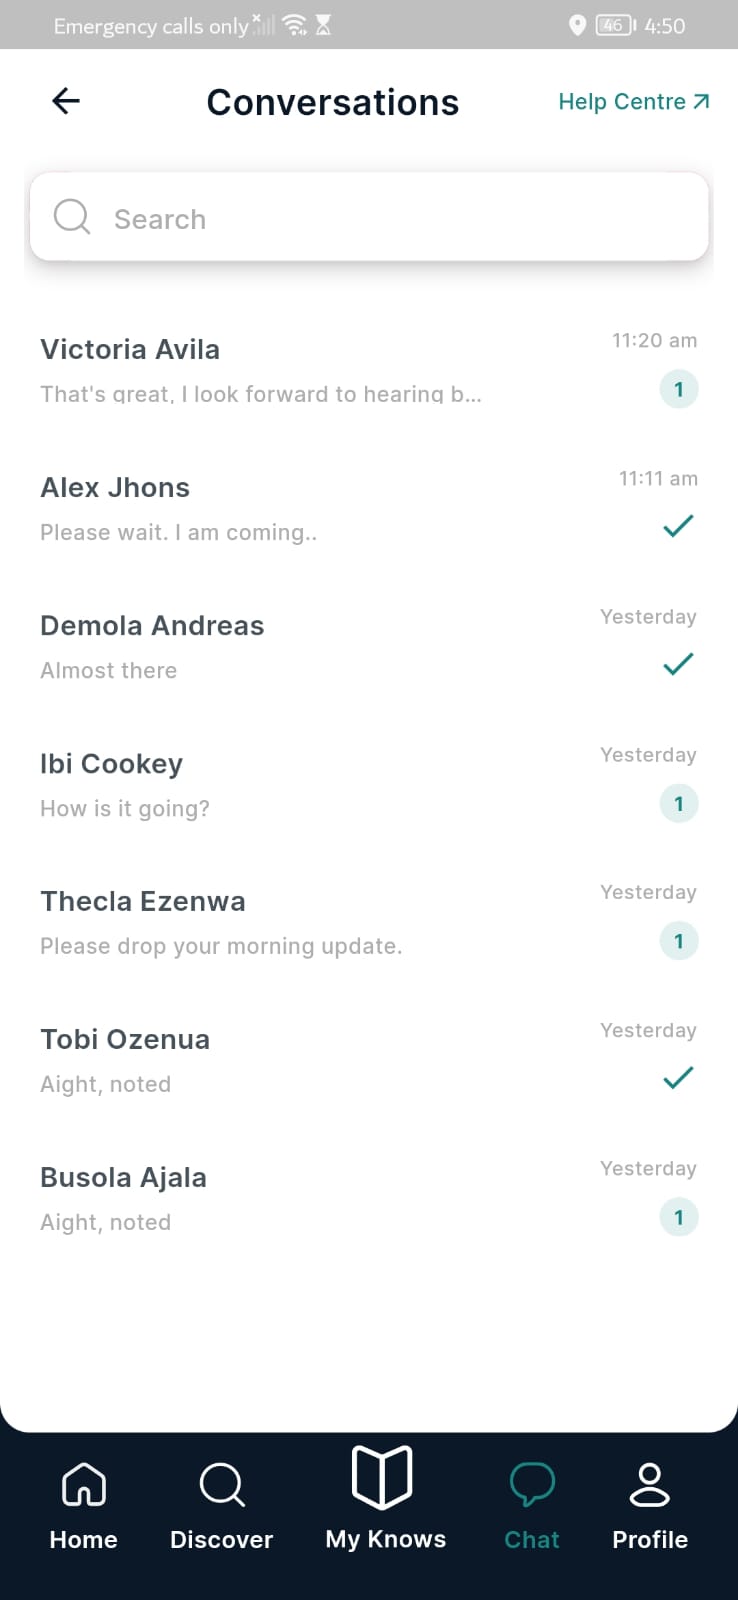 Emergency calls only 46 4:50
Conversations Help Centre
Search
Victoria Avila 11:20 am
That's great, I look forward to hearing b... 1
Alex Jhons 11:11 am
Please wait. I am coming..
Demola Andreas Yesterday
Almost there
Ibi Cookey Yesterday
How is it going? 1
Thecla Ezenwa Yesterday
Please drop your morning update. 1
Tobi Ozenua Yesterday
Aight, noted
Busola Ajala Yesterday
Aight, noted 1
Home Discover My Knows Chat Profile